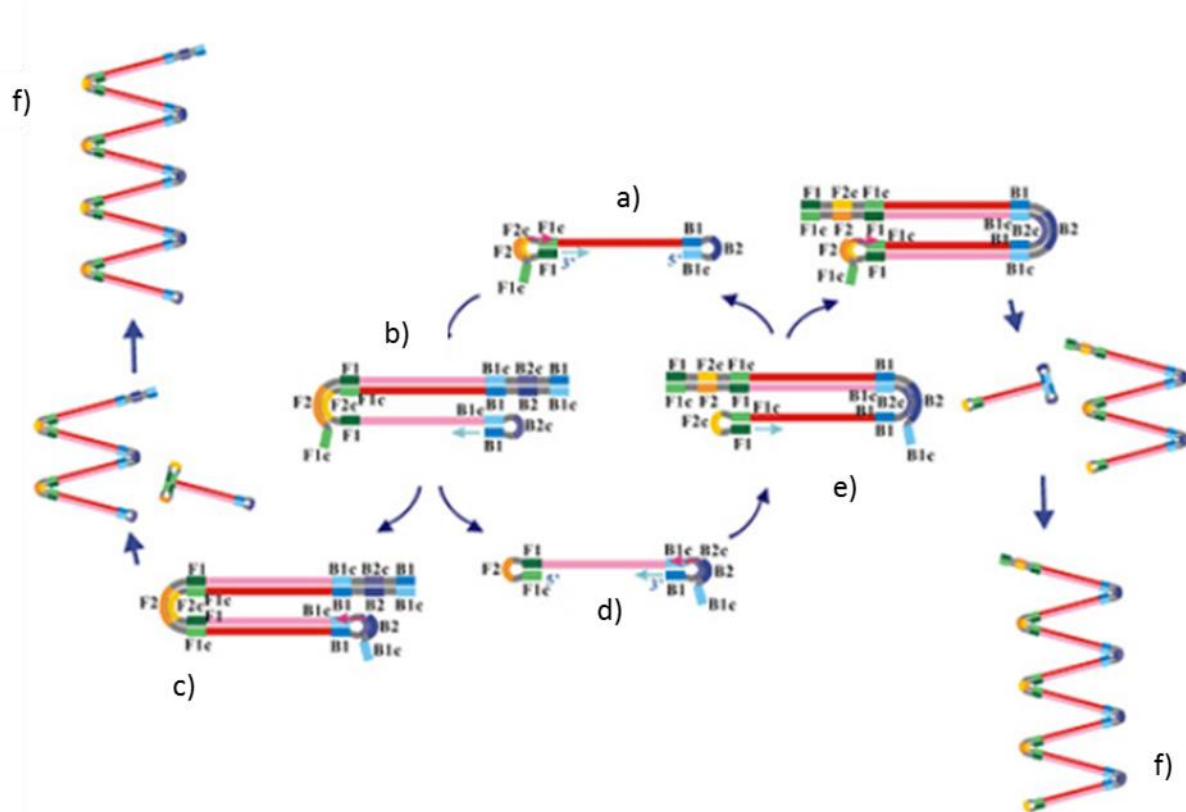 f)
a)
F2c F1c B1
F2 B2
F1 3' 5' B1c
F1c
F1 F2c F1c B1
F1c F2 F1 B1c B2c B2
F2 F1c B1
F1 B1c
F1c
b)
F1 B1c B2c B1
F2 F2c F1c B1 B2 B1c
B1c B2c
F1 B1
F1c
F1 F2c F1c B1
F1c F2 F1c B1c B2c B2
F2c B1
F1 B1
B1c
e)
F1 B1c B2c B1
F2 F2c F1c B1 B2 B1c
F1 B1c B2
F1c B1 B1c
c)
F1 B1c B2c
F2 B2
F1c 5' 3' B1
B1c
d)
f)